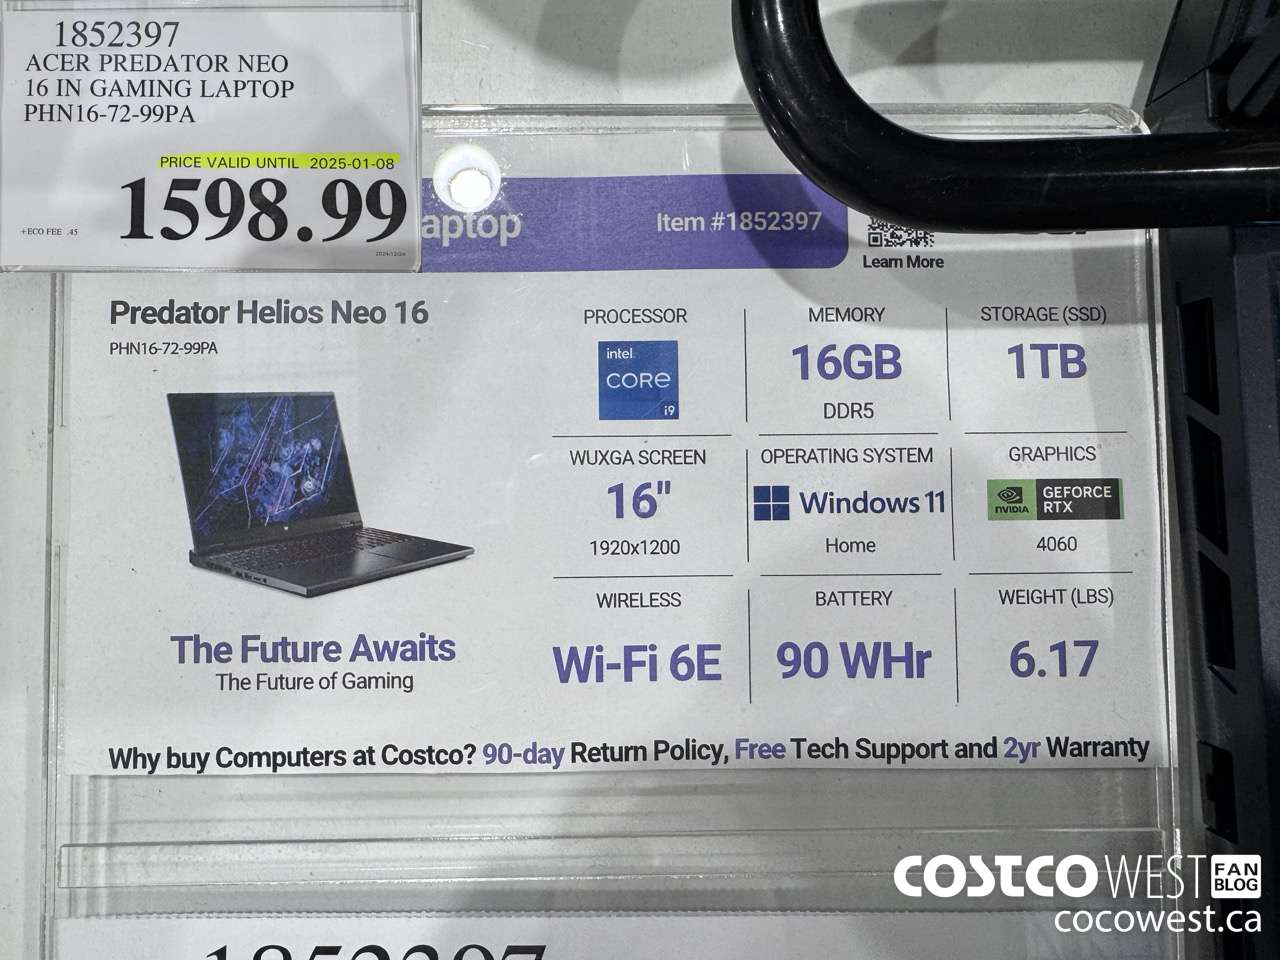 1852397
ACER PREDATOR NEO
16 IN GAMING LAPTOP
PHN16-72-99PA
PRICE VALID UNTIL 2025-01-08
1598.99
+ECO FEE .45
2024/12/24
aptop
Item #1852397
Learn More
Predator Helios Neo 16
PHN16-72-99PA
PROCESSOR
intel
CORE
i9
MEMORY
16GB
DDR5
STORAGE (SSD)
1TB
WUXGA SCREEN
16"
1920x1200
OPERATING SYSTEM
Windows 11
Home
GRAPHICS
NVIDIA
GEFORCE
RTX
4060
WIRELESS
Wi-Fi 6E
BATTERY
90 WHr
WEIGHT (LBS)
6.17
The Future Awaits
The Future of Gaming
Why buy Computers at Costco? 90-day Return Policy, Free Tech Support and 2yr Warranty
1852397
COSTCO WEST FAN BLOG
cocowest.ca